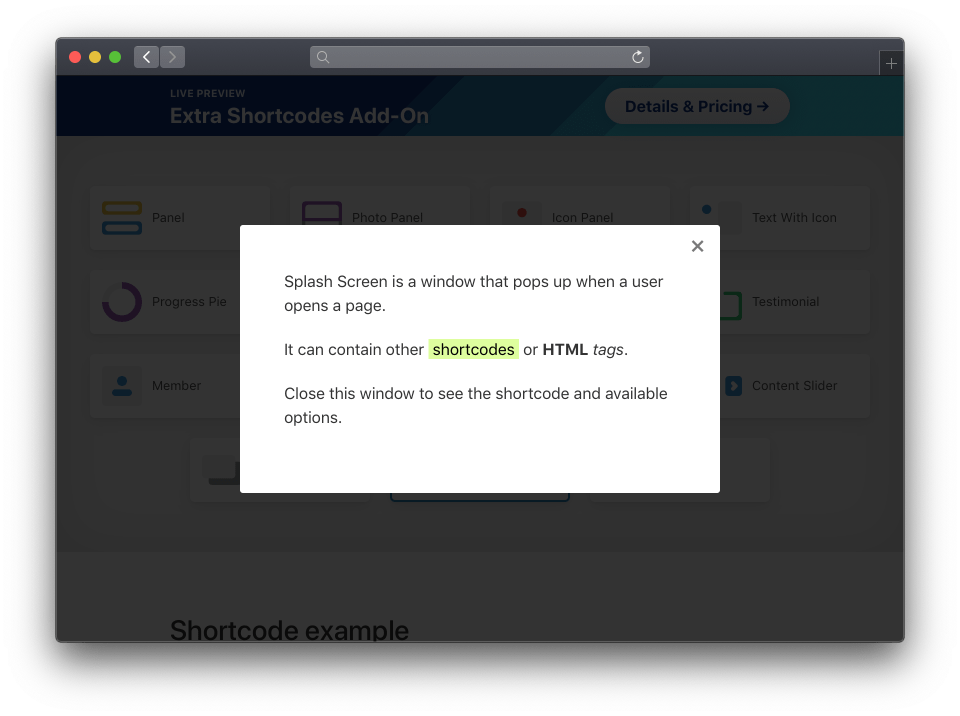 LIVE PREVIEW
Extra Shortcodes Add-On
Details & Pricing →
Panel
Photo Panel
Icon Panel
Text With Icon
Progress Pie
Testimonial
Member
Content Slider
Splash Screen is a window that pops up when a user
opens a page.
It can contain other shortcodes or HTML tags.
Close this window to see the shortcode and available
options.
Shortcode example